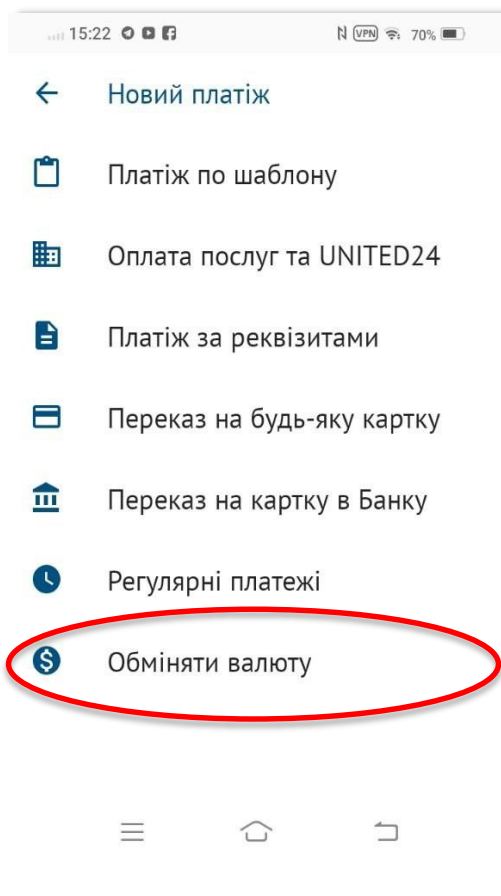 15:22 VPN 70%
Новий платіж
Платіж по шаблону
Оплата послуг та UNITED24
Платіж за реквізитами
Переказ на будь-яку картку
Переказ на картку в Банку
Регулярні платежі
Обміняти валюту